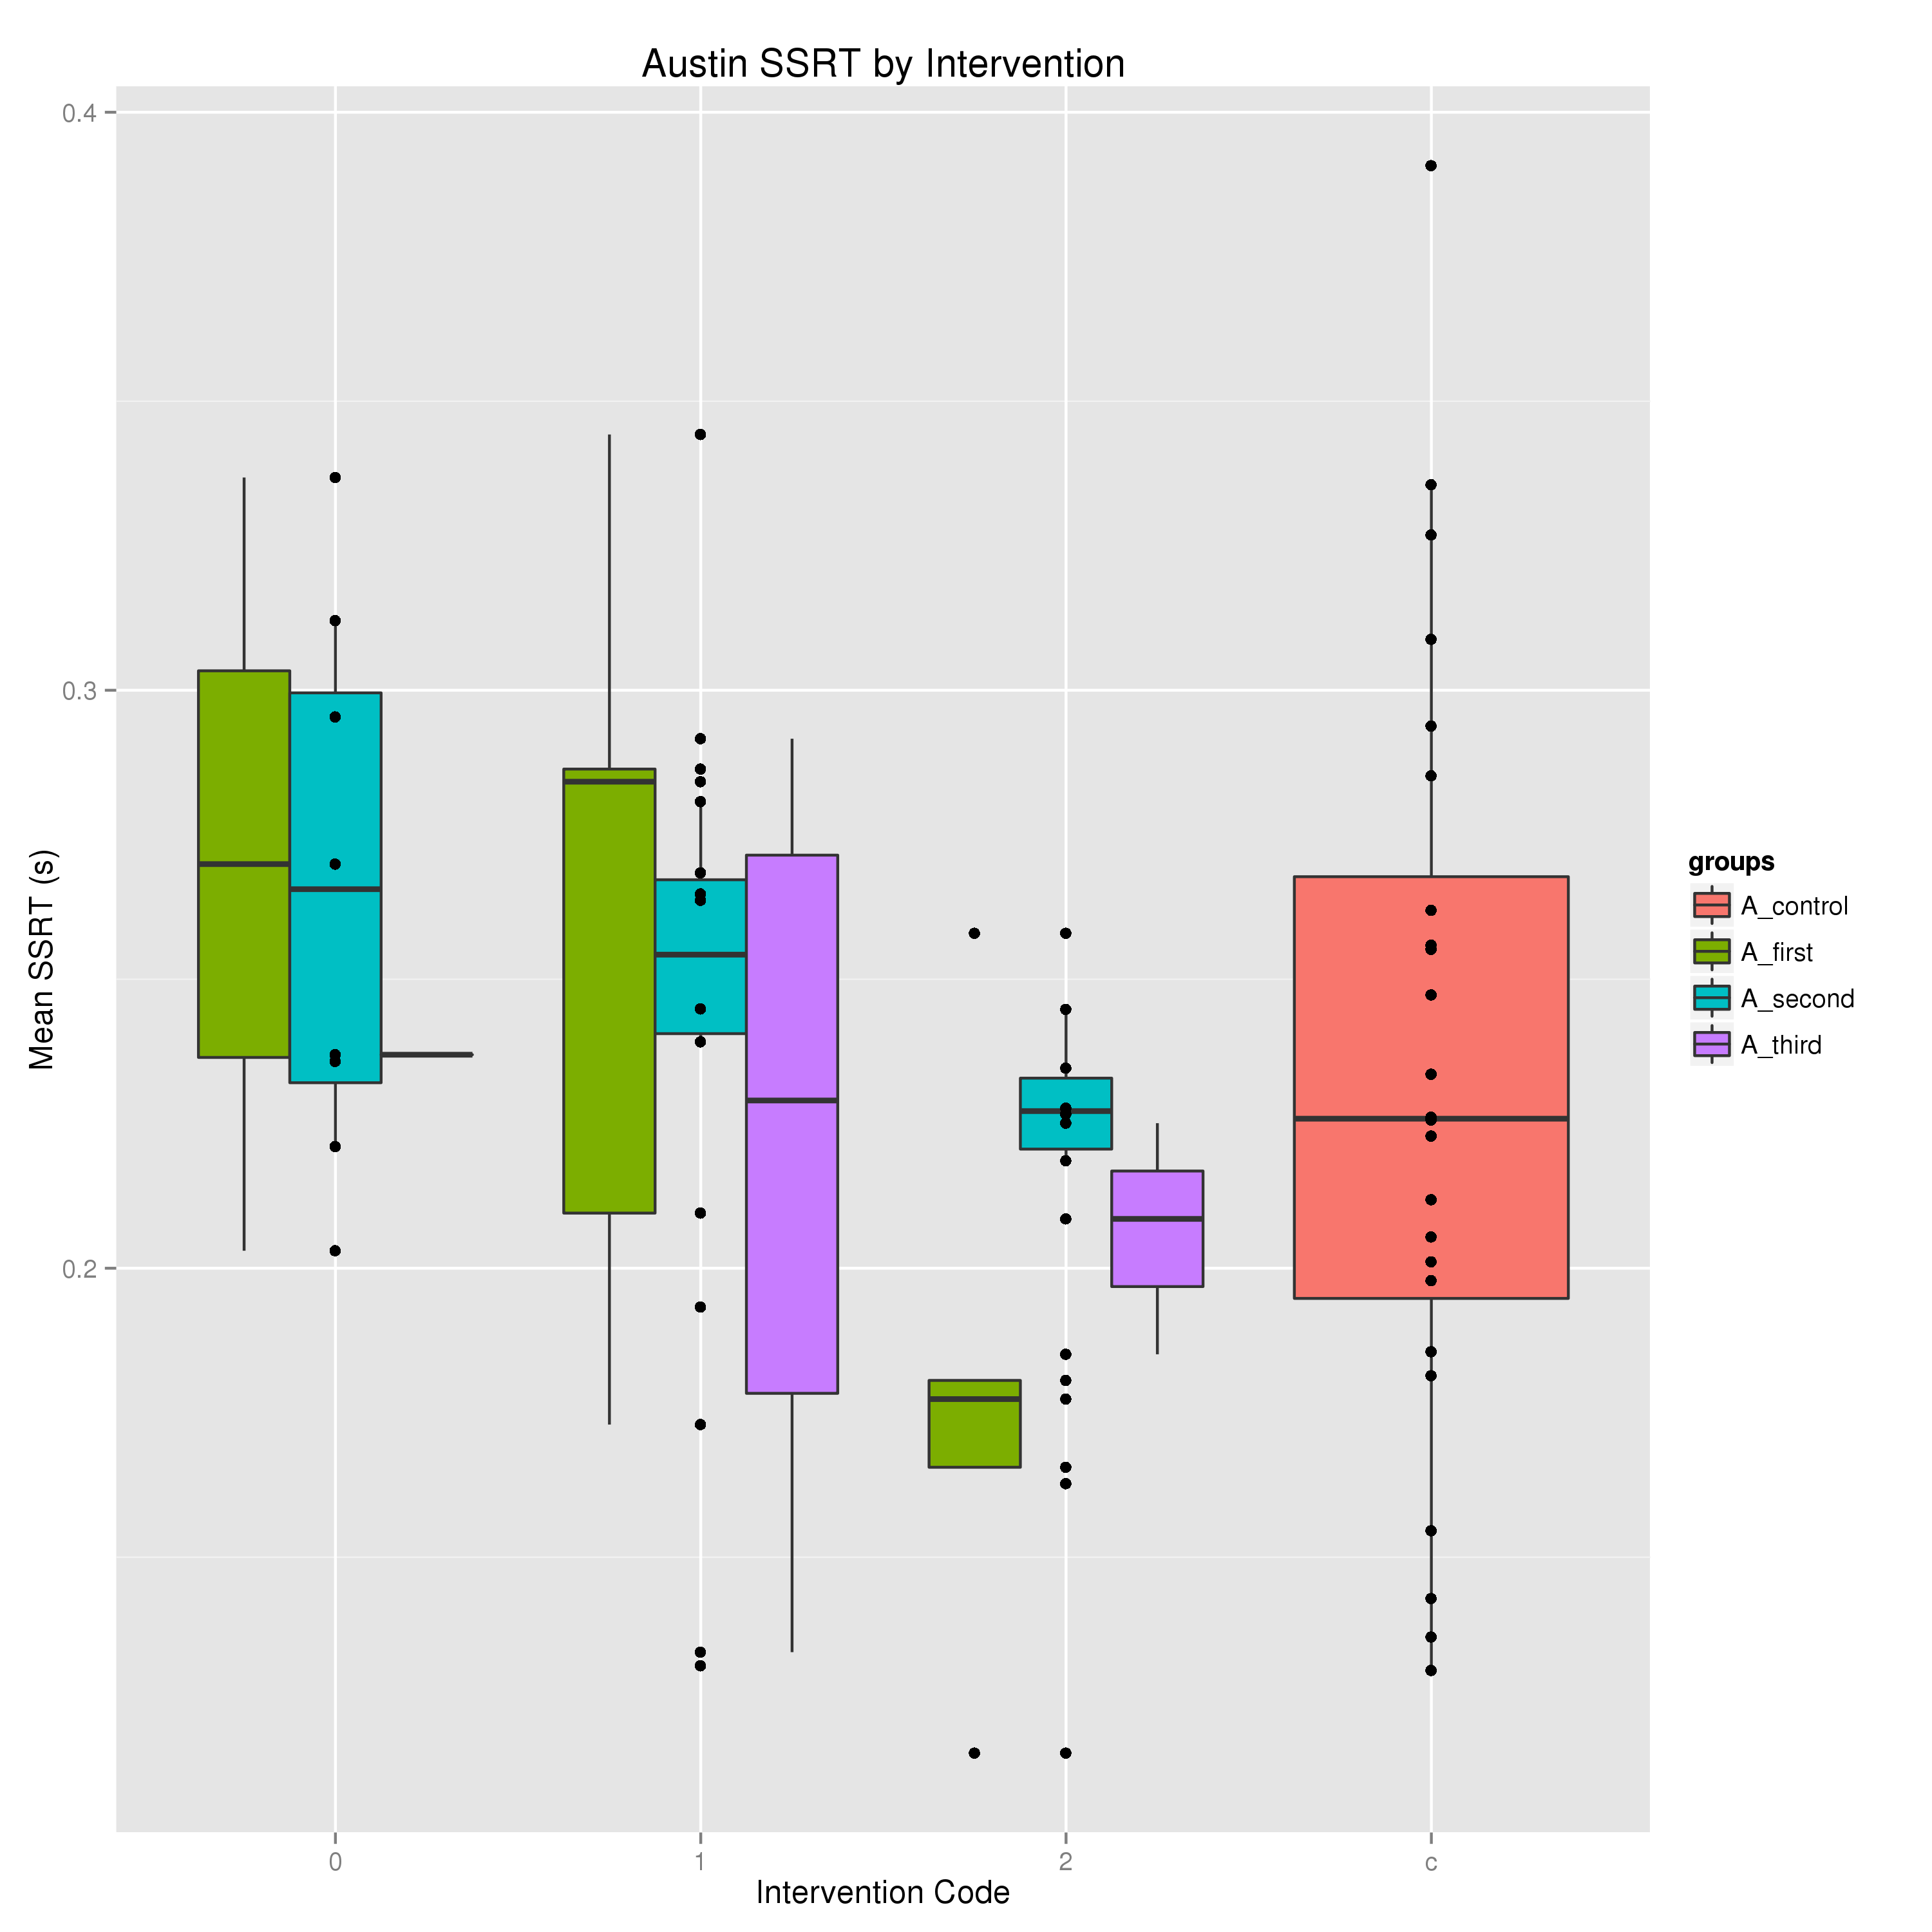 Austin SSRT by Intervention
0.4
0.3
0.2
Mean SSRT (s)
0
1
2
c
Intervention Code
groups
A_control
A_first
A_second
A_third